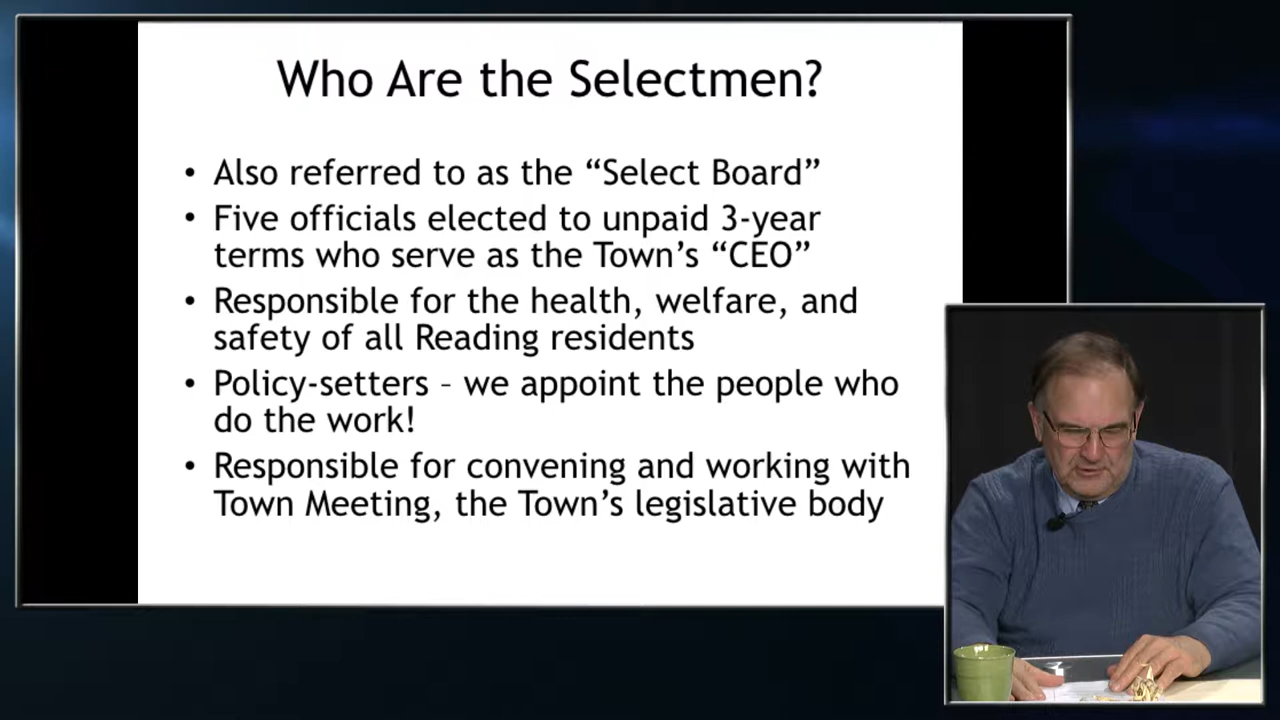 Who Are the Selectmen?
• Also referred to as the “Select Board”
• Five officials elected to unpaid 3-year
terms who serve as the Town’s “CEO”
• Responsible for the health, welfare, and
safety of all Reading residents
• Policy-setters – we appoint the people who
do the work!
• Responsible for convening and working with
Town Meeting, the Town’s legislative body